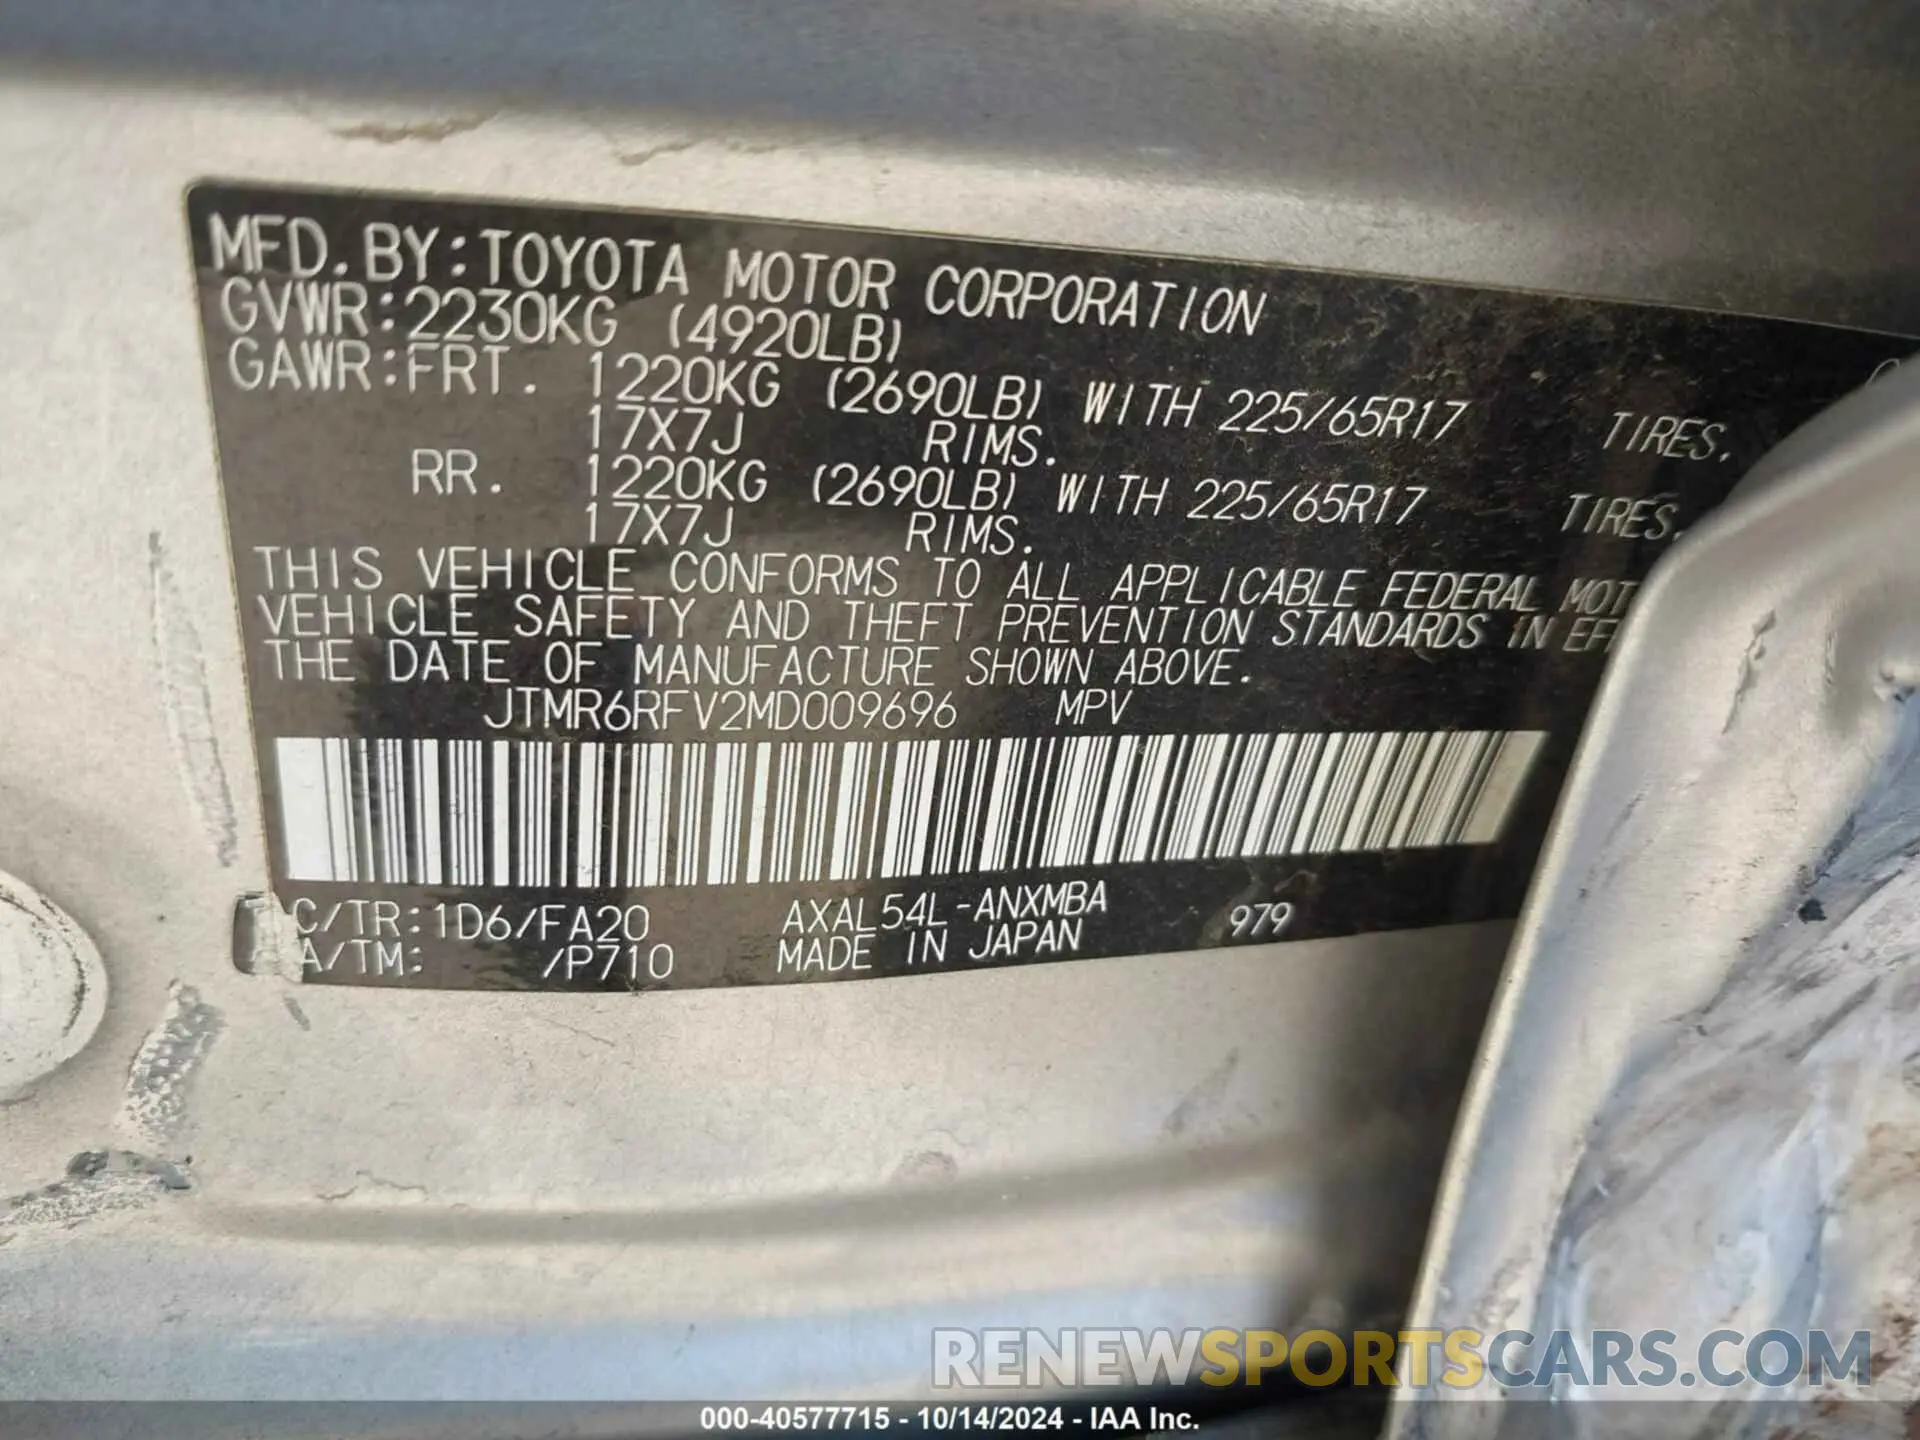 MFD. BY: TOYOTA MOTOR CORPORATION
GVWR: 2230KG (4920LB)
GAWR: FRT. 1220KG (2690LB) WITH 225/65R17 TIRES.
17X7J RIMS.
RR. 1220KG (2690LB) WITH 225/65R17 TIRES.
17X7J RIMS.
THIS VEHICLE CONFORMS TO ALL APPLICABLE FEDERAL MOT
VEHICLE SAFETY AND THEFT PREVENTION STANDARDS IN EF
THE DATE OF MANUFACTURE SHOWN ABOVE.
JTMR6RFV2MD009696 MPV
C/TR: 1D6/FA20 AXAL54L-ANXMBA 979
A/TM: /P710 MADE IN JAPAN
RENEWSPORTSCARS.COM
000-40577715 - 10/14/2024 - IAA Inc.